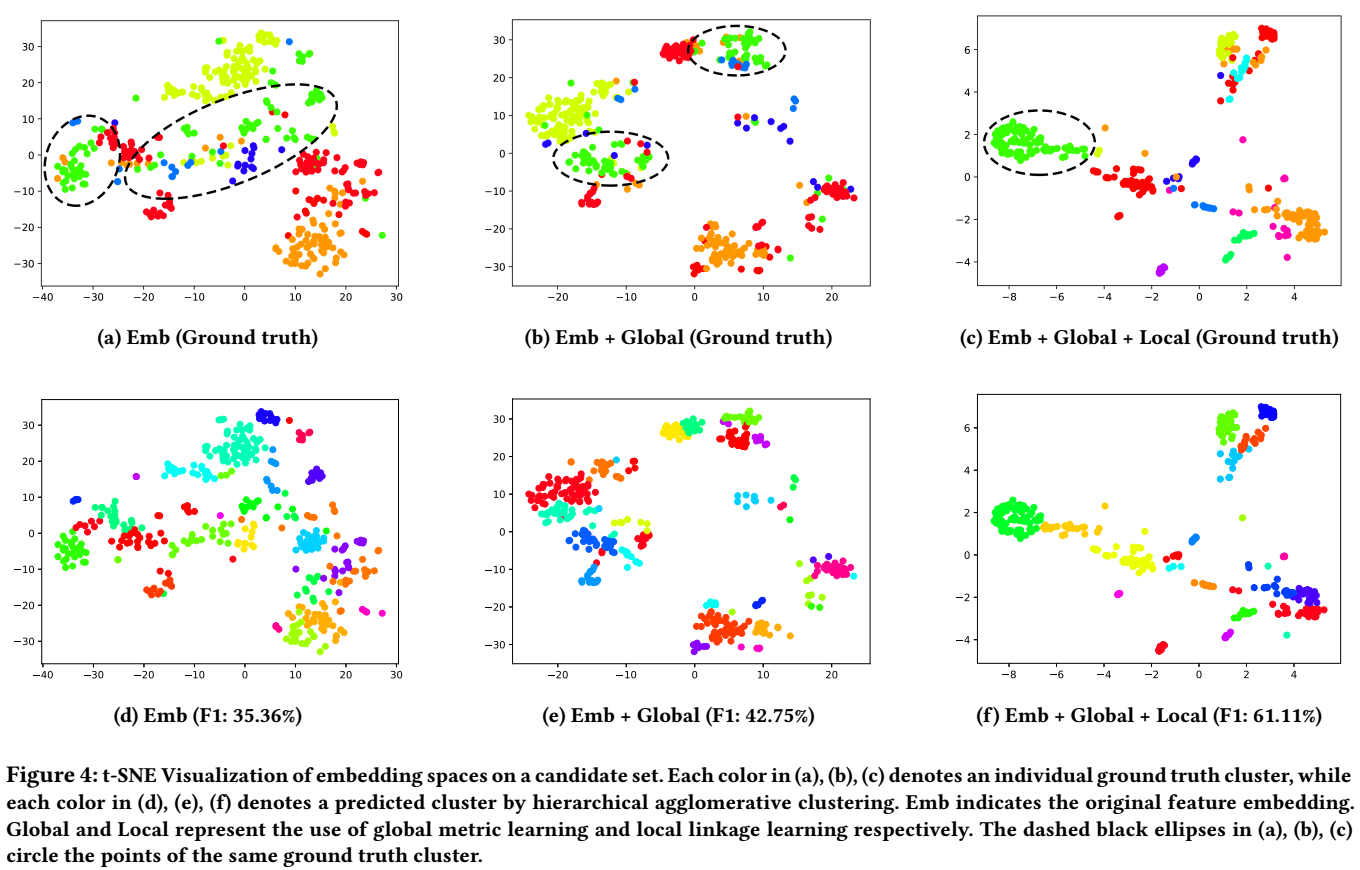 30
20
10
0
−10
−20
−30
−40 −30 −20 −10 0 10 20 30
(a) Emb (Ground truth)
30
20
10
0
−10
−20
−30
−20 −10 0 10 20
(b) Emb + Global (Ground truth)
6
4
2
0
−2
−4
−8 −6 −4 −2 0 2 4
(c) Emb + Global + Local (Ground truth)
30
20
10
0
−10
−20
−30
−40 −30 −20 −10 0 10 20 30
(d) Emb (F1: 35.36%)
30
20
10
0
−10
−20
−30
−20 −10 0 10 20
(e) Emb + Global (F1: 42.75%)
6
4
2
0
−2
−4
−8 −6 −4 −2 0 2 4
(f) Emb + Global + Local (F1: 61.11%)
Figure 4: t-SNE Visualization of embedding spaces on a candidate set. Each color in (a), (b), (c) denotes an individual ground truth cluster, while
each color in (d), (e), (f) denotes a predicted cluster by hierarchical agglomerative clustering. Emb indicates the original feature embedding.
Global and Local represent the use of global metric learning and local linkage learning respectively. The dashed black ellipses in (a), (b), (c)
circle the points of the same ground truth cluster.